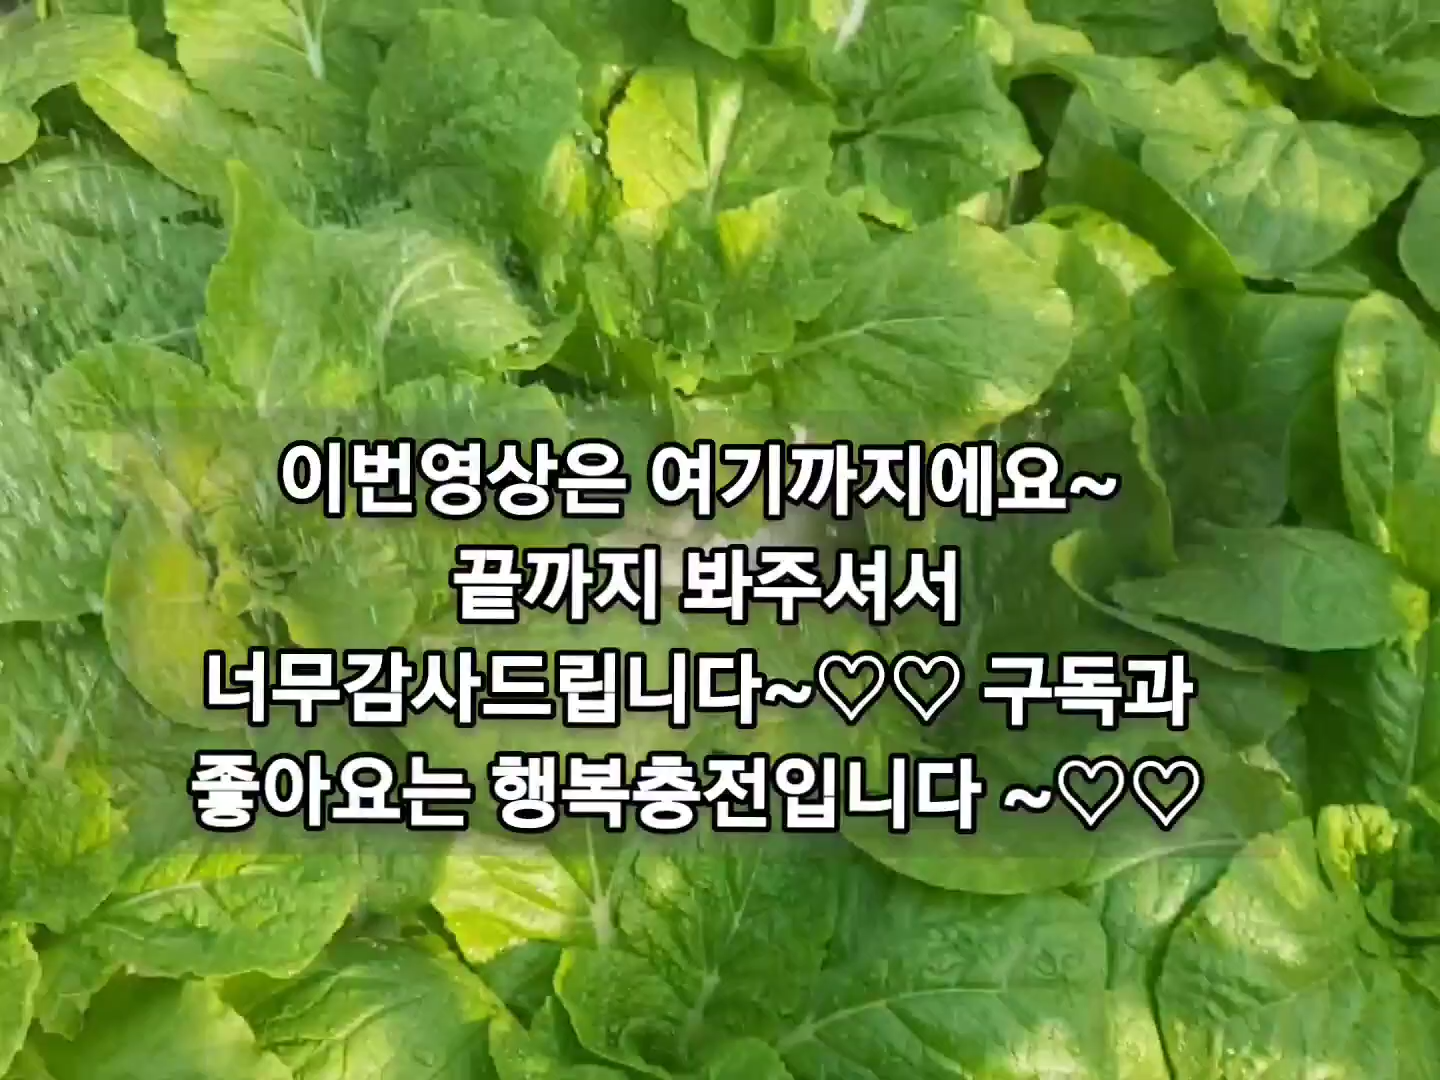 이번영상은 여기까지에요~
끝까지 봐주셔서
너무감사드립니다~♡♡ 구독과
좋아요는 행복충전입니다 ~♡♡